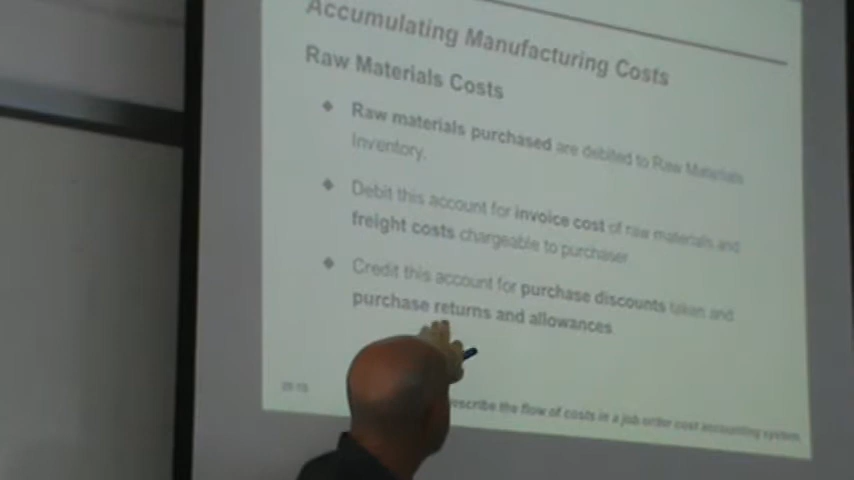 Accumulating Manufacturing Costs
Raw Materials Costs
Raw materials purchased are debited to Raw Materials
Inventory.
Debit this account for invoice cost of raw materials and
freight costs chargeable to purchaser
Credit this account for purchase discounts taken and
purchase returns and allowances
describe the flow of costs in a job order cost accounting system.